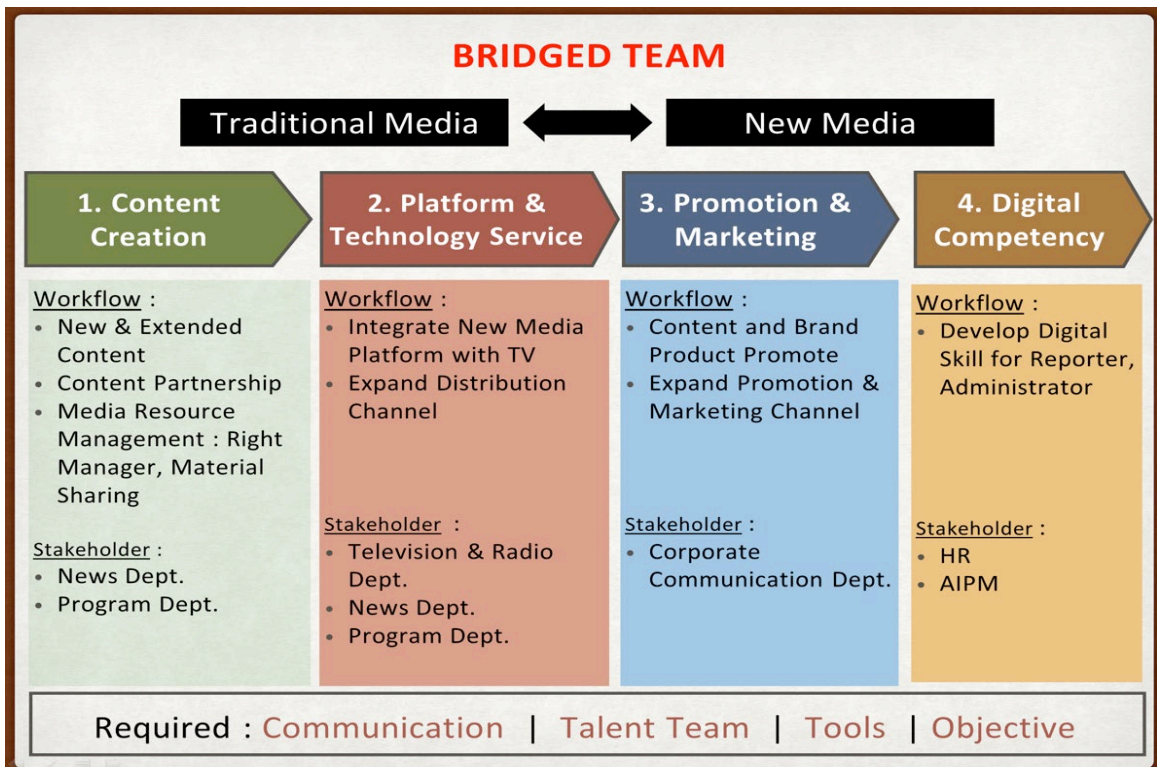 BRIDGED TEAM
Traditional Media
New Media
1. Content
Creation
Workflow :
• New & Extended
Content
• Content Partnership
• Media Resource
Management : Right
Manager, Material
Sharing
Stakeholder :
• News Dept.
• Program Dept.
2. Platform &
Technology Service
Workflow :
• Integrate New Media
Platform with TV
• Expand Distribution
Channel
Stakeholder :
• Television & Radio
Dept.
• News Dept.
• Program Dept.
3. Promotion &
Marketing
Workflow :
• Content and Brand
Product Promote
• Expand Promotion &
Marketing Channel
Stakeholder :
• Corporate
Communication Dept.
4. Digital
Competency
Workflow :
• Develop Digital
Skill for Reporter,
Administrator
Stakeholder :
• HR
• AIPM
Required : Communication | Talent Team | Tools | Objective